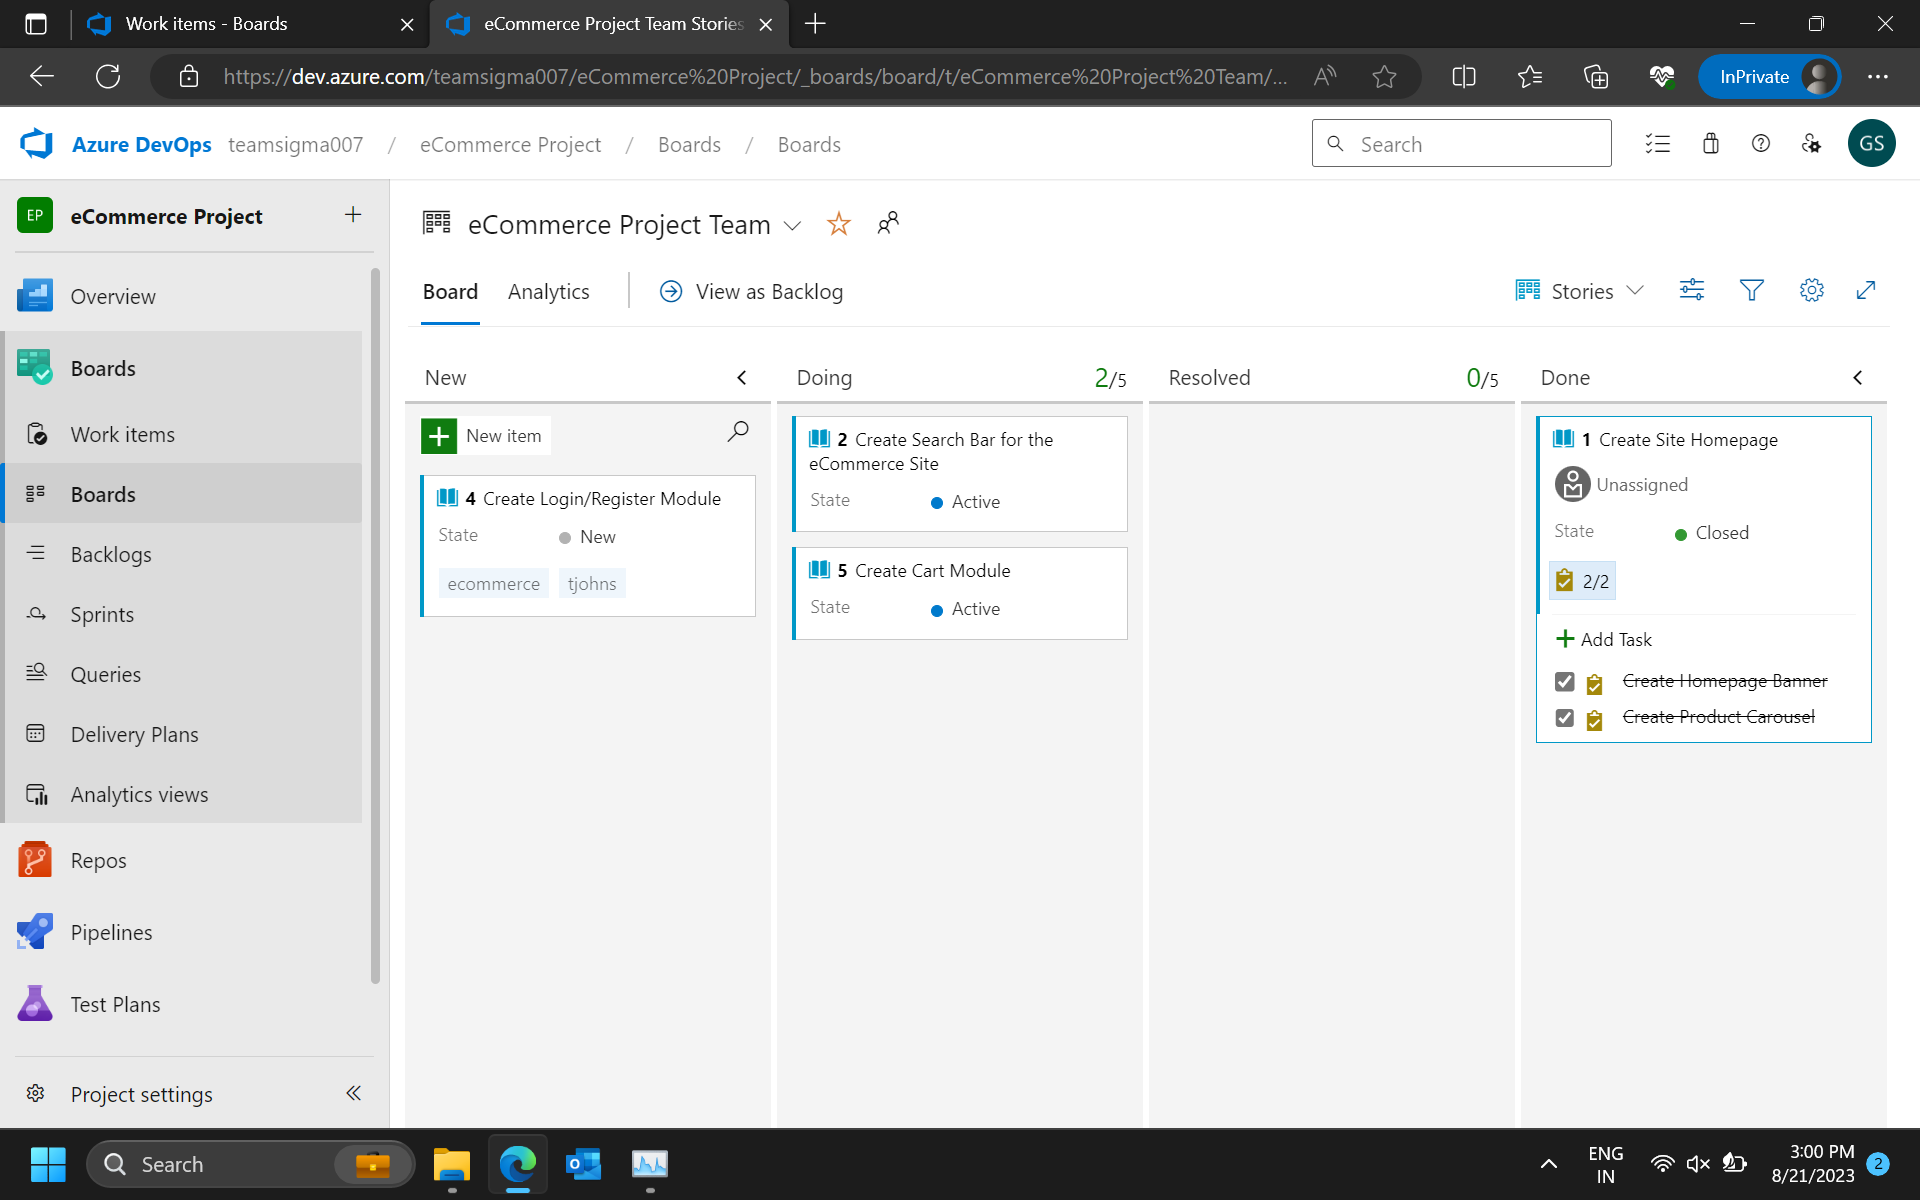 Work items - Boards
eCommerce Project Team Stories
https://dev.azure.com/teamsigma007/eCommerce%20Project/_boards/board/t/eCommerce%20Project%20Team/...
InPrivate
Azure DevOps teamsigma007 / eCommerce Project / Boards / Boards
Search
GS
EP eCommerce Project
Overview
Boards
Work items
Boards
Backlogs
Sprints
Queries
Delivery Plans
Analytics views
Repos
Pipelines
Test Plans
Project settings
eCommerce Project Team
Board Analytics View as Backlog
Stories
New
New item
4 Create Login/Register Module
State New
ecommerce tjohns
Doing 2/5
2 Create Search Bar for the
eCommerce Site
State Active
5 Create Cart Module
State Active
Resolved 0/5
Done
1 Create Site Homepage
Unassigned
State Closed
2/2
Add Task
Create Homepage Banner
Create Product Carousel
Search
ENG
IN
3:00 PM
8/21/2023
2